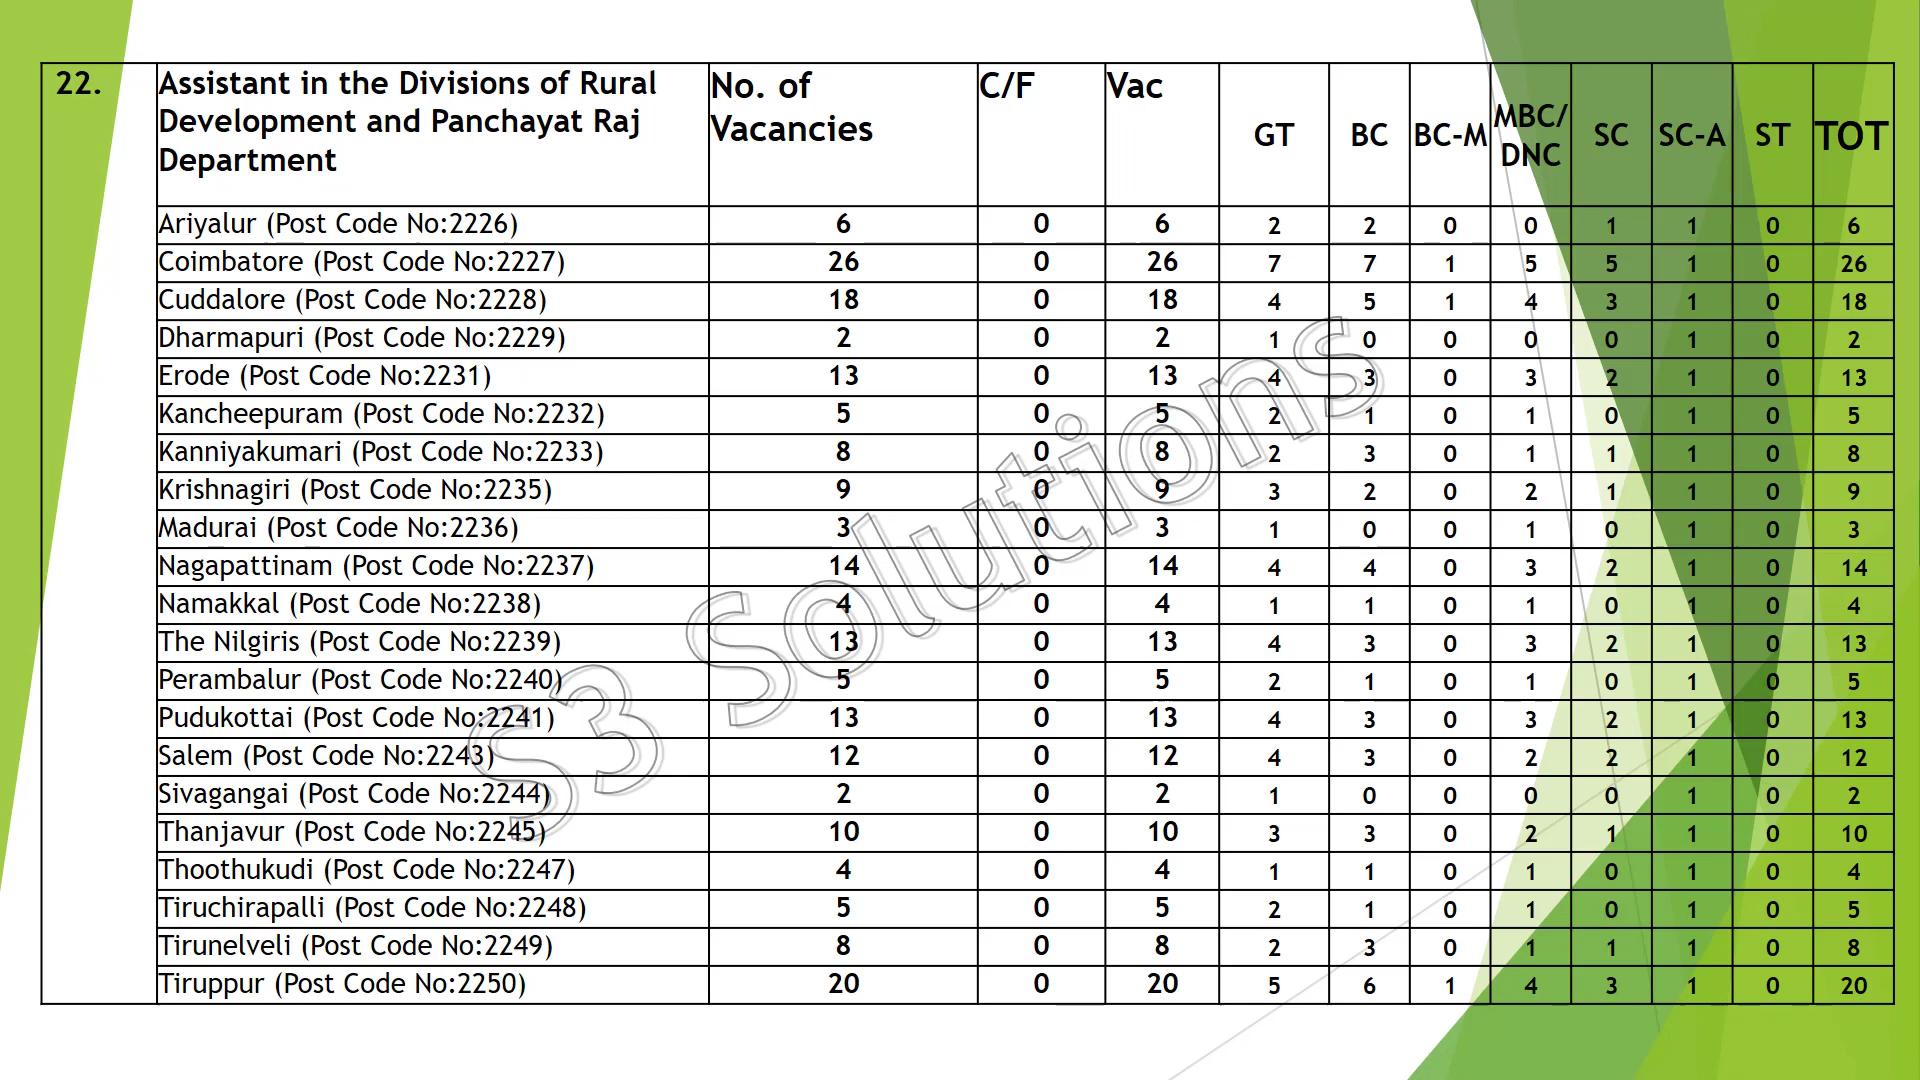 22. Assistant in the Divisions of Rural Development and Panchayat Raj Department No. of Vacancies C/F Vac GT BC BC-M MBC/ DNC SC SC-A ST TOT
Ariyalur (Post Code No:2226) 6 0 6 2 2 0 0 1 1 0 6
Coimbatore (Post Code No:2227) 26 0 26 7 7 1 5 5 1 0 26
Cuddalore (Post Code No:2228) 18 0 18 4 5 1 4 3 1 0 18
Dharmapuri (Post Code No:2229) 2 0 2 1 0 0 0 0 1 0 2
Erode (Post Code No:2231) 13 0 13 4 3 0 3 2 1 0 13
Kancheepuram (Post Code No:2232) 5 0 5 2 1 0 1 0 1 0 5
Kanniyakumari (Post Code No:2233) 8 0 8 2 3 0 1 1 1 0 8
Krishnagiri (Post Code No:2235) 9 0 9 3 2 0 2 1 1 0 9
Madurai (Post Code No:2236) 3 0 3 1 0 0 1 0 1 0 3
Nagapattinam (Post Code No:2237) 14 0 14 4 4 0 3 2 1 0 14
Namakkal (Post Code No:2238) 4 0 4 1 1 0 1 0 1 0 4
The Nilgiris (Post Code No:2239) 13 0 13 4 3 0 3 2 1 0 13
Perambalur (Post Code No:2240) 5 0 5 2 1 0 1 0 1 0 5
Pudukottai (Post Code No:2241) 13 0 13 4 3 0 3 2 1 0 13
Salem (Post Code No:2243) 12 0 12 4 3 0 2 2 1 0 12
Sivagangai (Post Code No:2244) 2 0 2 1 0 0 0 0 1 0 2
Thanjavur (Post Code No:2245) 10 0 10 3 3 0 2 1 1 0 10
Thoothukudi (Post Code No:2247) 4 0 4 1 1 0 1 0 1 0 4
Tiruchirapalli (Post Code No:2248) 5 0 5 2 1 0 1 0 1 0 5
Tirunelveli (Post Code No:2249) 8 0 8 2 3 0 1 1 1 0 8
Tiruppur (Post Code No:2250) 20 0 20 5 6 1 4 3 1 0 20
S3 Solutions